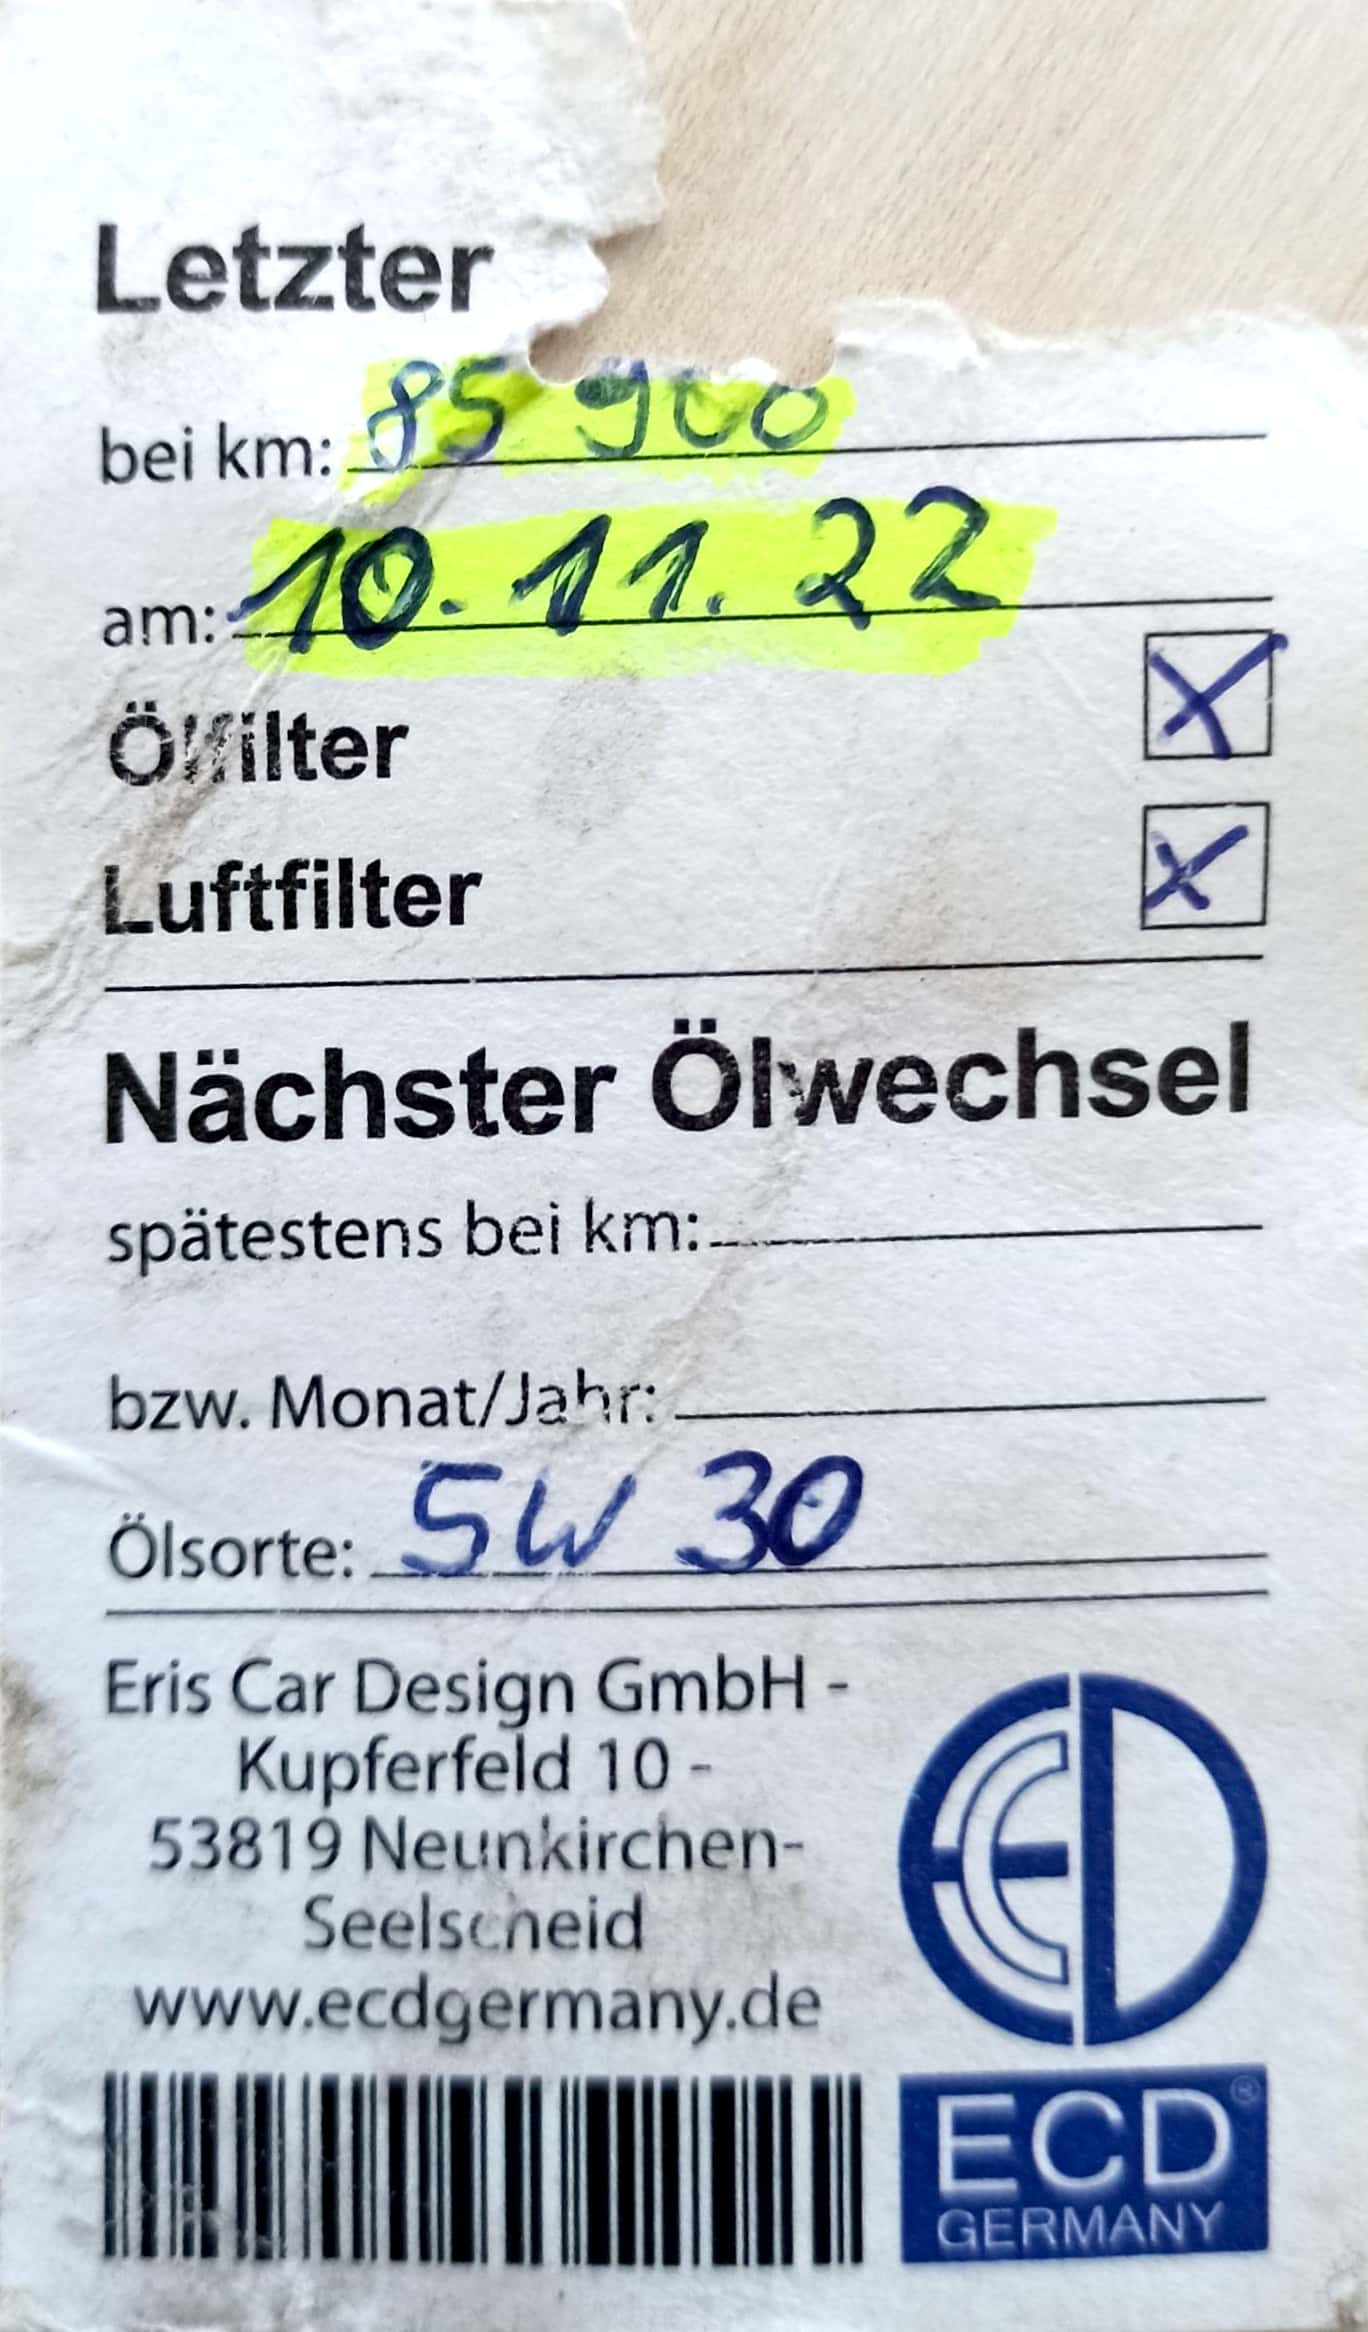 Letzter
bei km: 85 900
am: 10.11.22
Ölfilter
Luftfilter
Nächster Ölwechsel
spätestens bei km:
bzw. Monat/Jahr:
Ölsorte: 5W 30
Eris Car Design GmbH -
Kupferfeld 10 -
53819 Neunkirchen-
Seelscheid
www.ecdgermany.de
ECD
ECD®
GERMANY